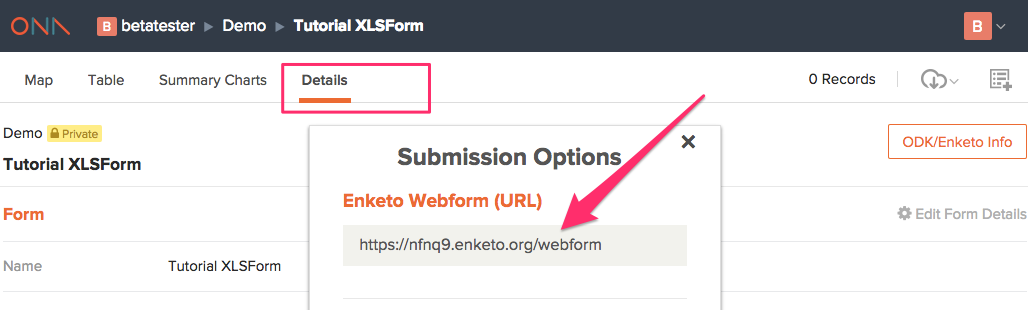 ONA B betatester ▶ Demo ▶ Tutorial XLSForm B
Map Table Summary Charts Details 0 Records
Demo Private
Tutorial XLSForm
ODK/Enketo Info
Submission Options
Enketo Webform (URL)
https://nfnq9.enketo.org/webform
Form
Edit Form Details
Name Tutorial XLSForm